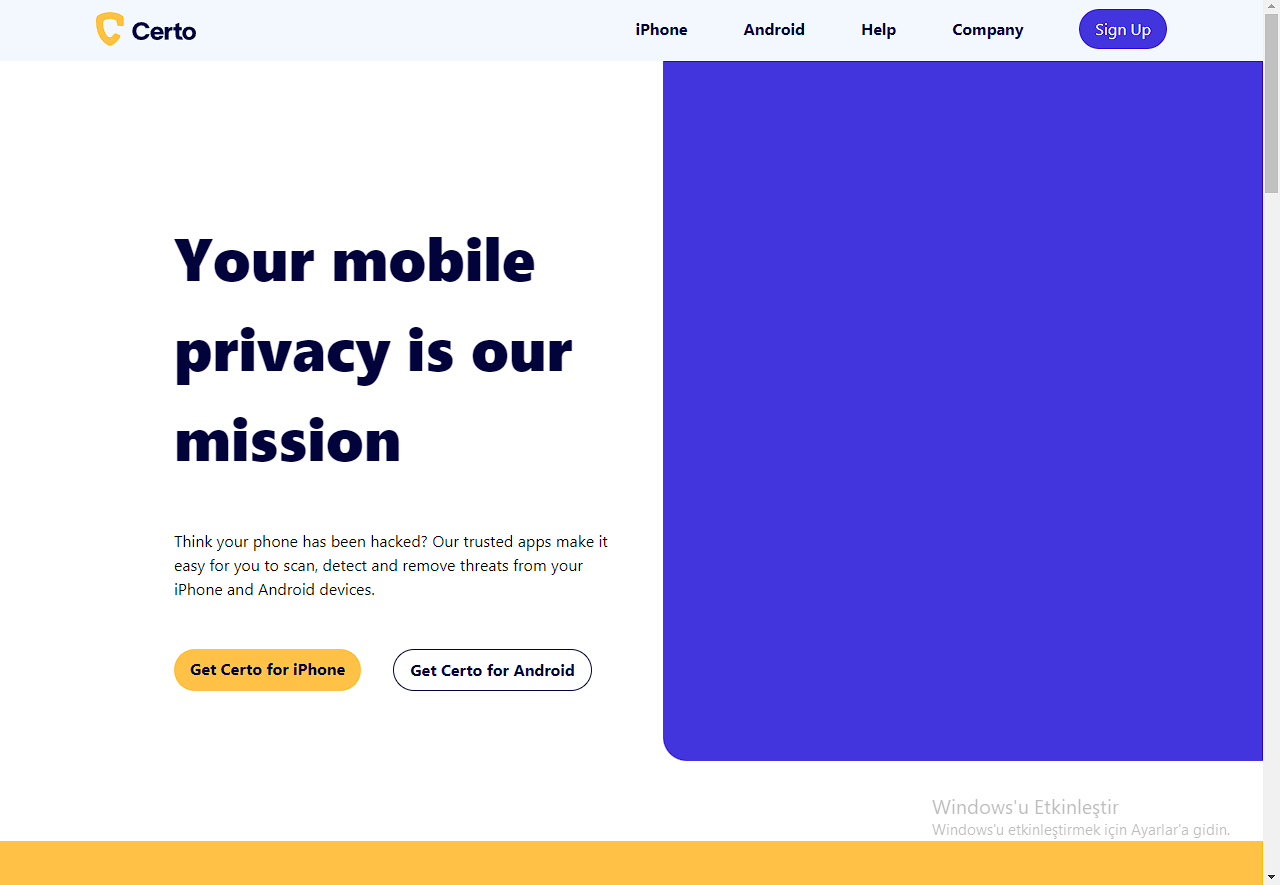 Certo
iPhone
Android
Help
Company
Sign Up
Your mobile
privacy is our
mission
Think your phone has been hacked? Our trusted apps make it
easy for you to scan, detect and remove threats from your
iPhone and Android devices.
Get Certo for iPhone
Get Certo for Android
Windows'u Etkinleştir
Windows'u etkinleştirmek için Ayarlar'a gidin.